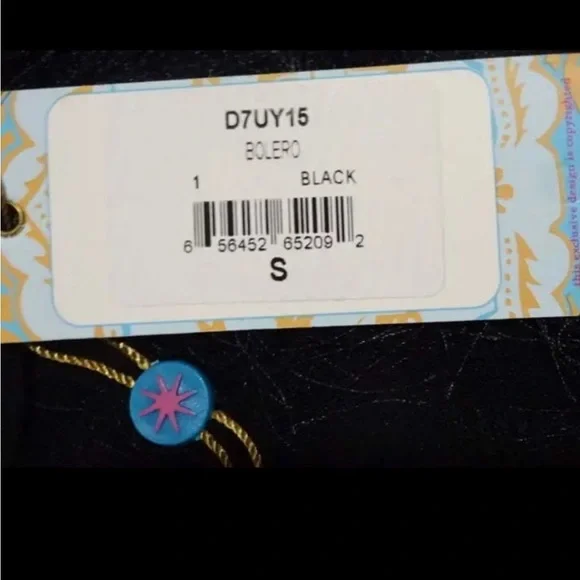 D7UY15
BOLERO
1 BLACK
6 56452 65209 2
S
this exclusive design is copyrighted